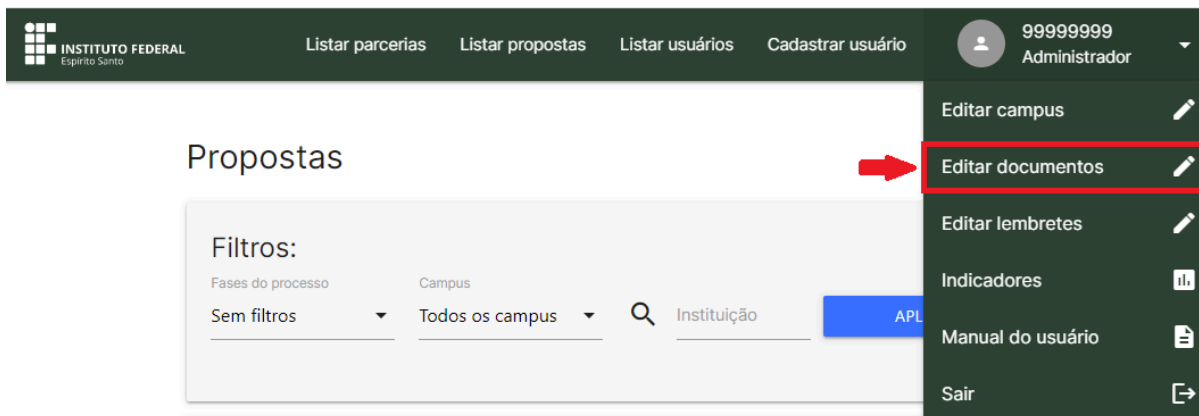 INSTITUTO FEDERAL
Espírito Santo
Listar parcerias Listar propostas Listar usuários Cadastrar usuário
99999999
Administrador
Editar campus
Propostas
Editar documentos
Editar lembretes
Filtros:
Fases do processo Campus
Indicadores
Sem filtros Todos os campus Instituição APL
Manual do usuário
Sair